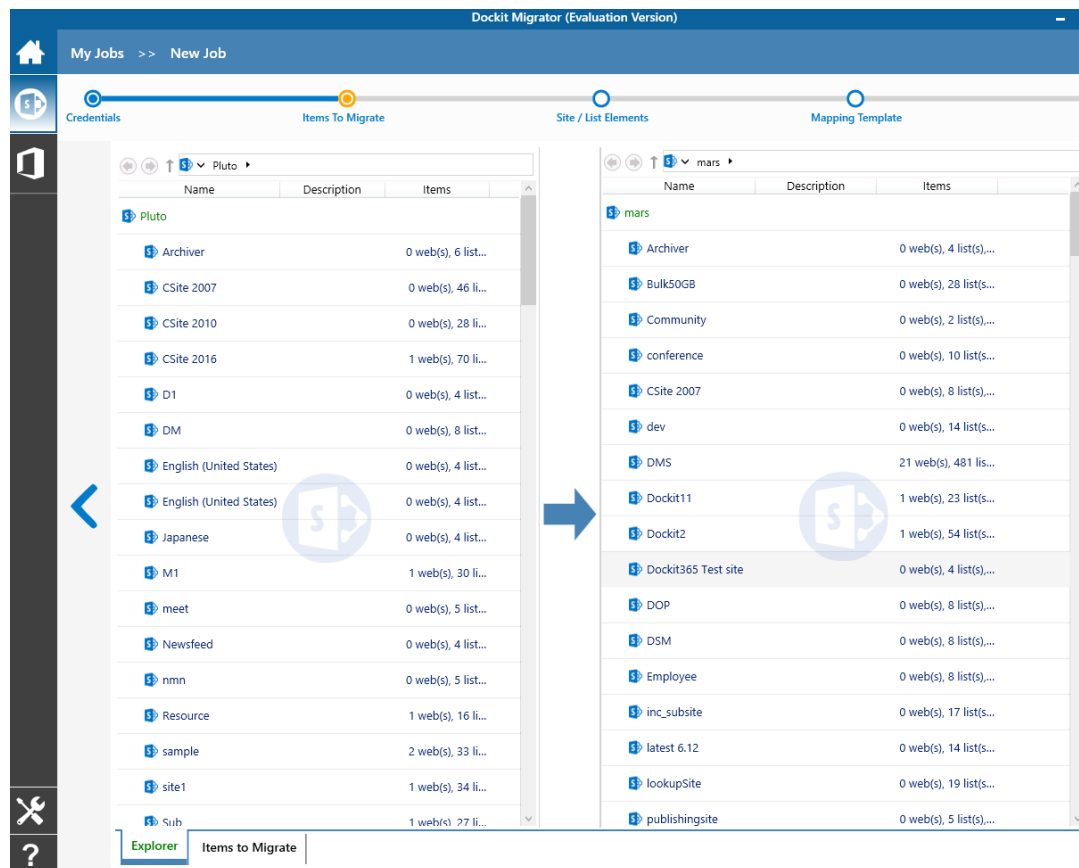 Dockit Migrator (Evaluation Version)
My Jobs >> New Job
Credentials
Items To Migrate
Site / List Elements
Mapping Template
Pluto
Name Description Items
Pluto
Archiver 0 web(s), 6 list...
CSite 2007 0 web(s), 46 li...
CSite 2010 0 web(s), 28 li...
CSite 2016 1 web(s), 70 li...
D1 0 web(s), 4 list...
DM 0 web(s), 8 list...
English (United States) 0 web(s), 4 list...
English (United States) 0 web(s), 4 list...
Japanese 0 web(s), 4 list...
M1 1 web(s), 30 li...
meet 0 web(s), 5 list...
Newsfeed 0 web(s), 4 list...
nmn 0 web(s), 5 list...
Resource 1 web(s), 16 li...
sample 2 web(s), 33 li...
site1 1 web(s), 34 li...
Sub 1 web(s), 27 li...
mars
Name Description Items
mars
Archiver 0 web(s), 4 list(s),...
Bulk50GB 0 web(s), 28 list(s...
Community 0 web(s), 2 list(s),...
conference 0 web(s), 10 list(s...
CSite 2007 0 web(s), 8 list(s),...
dev 0 web(s), 14 list(s...
DMS 21 web(s), 481 lis...
Dockit11 1 web(s), 23 list(s...
Dockit2 1 web(s), 54 list(s...
Dockit365 Test site 0 web(s), 4 list(s),...
DOP 0 web(s), 8 list(s),...
DSM 0 web(s), 8 list(s),...
Employee 0 web(s), 8 list(s),...
inc_subsite 0 web(s), 17 list(s...
latest 6.12 0 web(s), 14 list(s...
lookupSite 0 web(s), 19 list(s...
publishingsite 0 web(s), 5 list(s),...
Explorer Items to Migrate